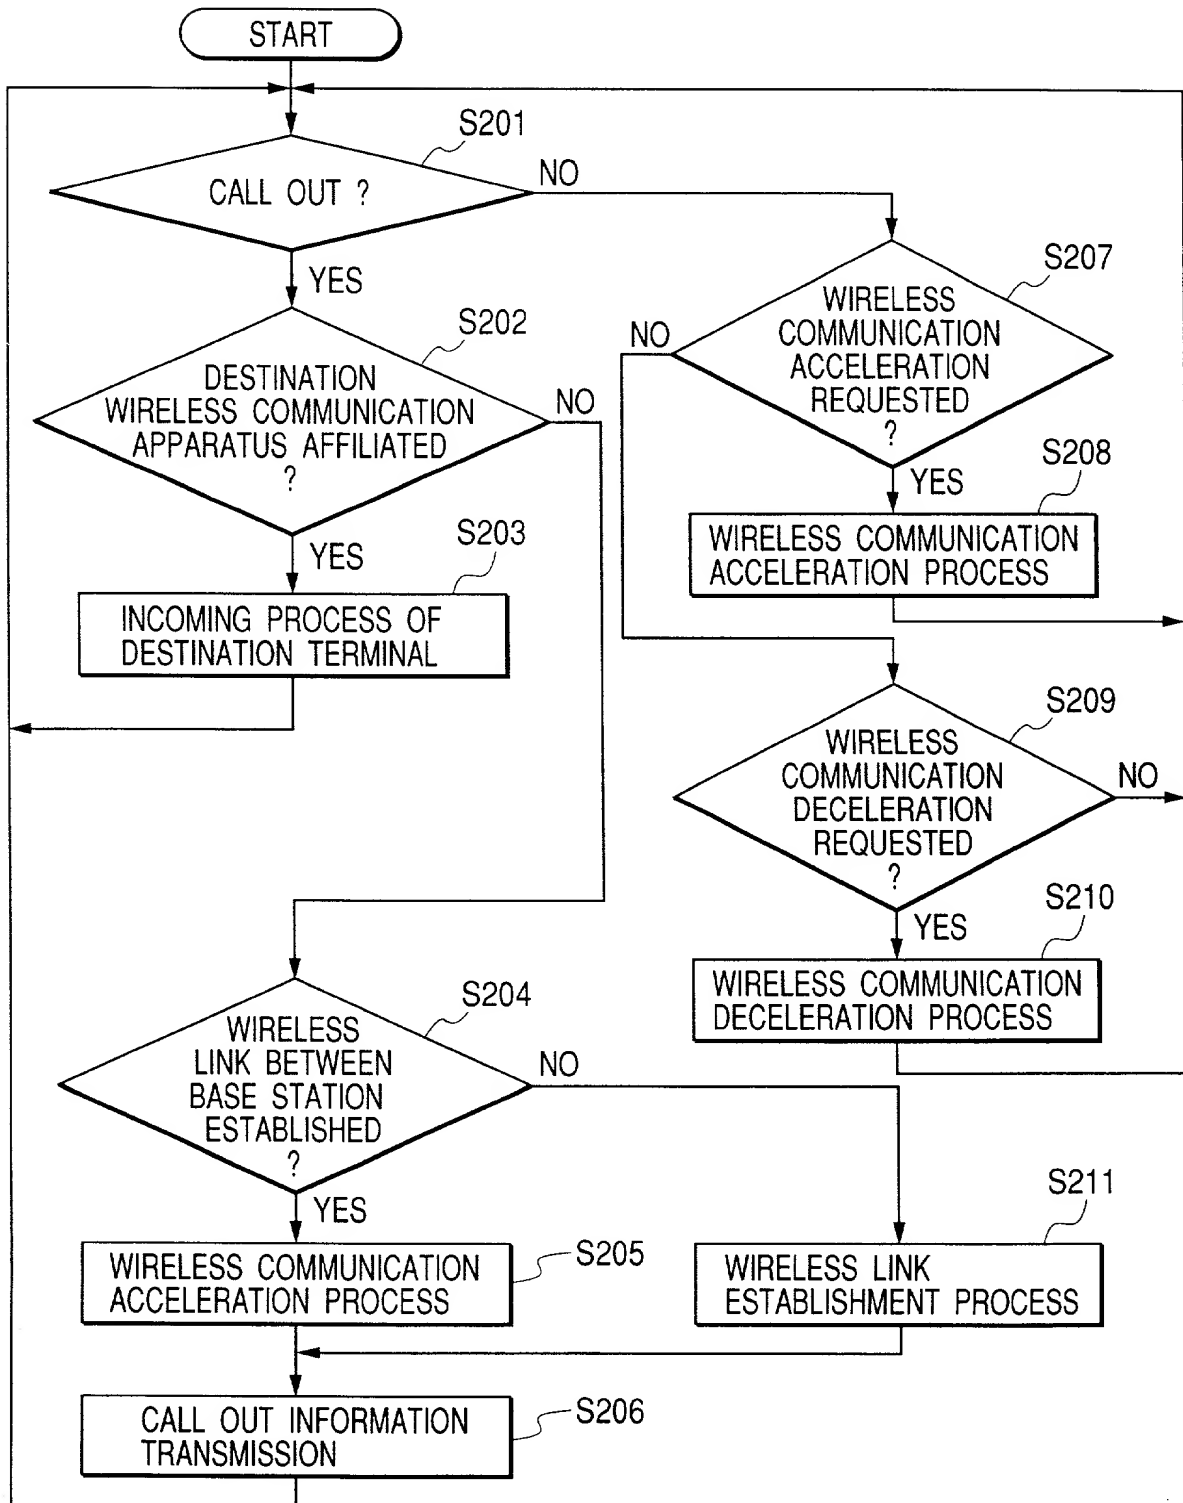 START
S201
CALL OUT ?
NO
YES
S202
DESTINATION
WIRELESS COMMUNICATION
APPARATUS AFFILIATED
?
NO
YES
S203
INCOMING PROCESS OF
DESTINATION TERMINAL
S207
WIRELESS
COMMUNICATION
ACCELERATION
REQUESTED
?
NO
YES
S208
WIRELESS COMMUNICATION
ACCELERATION PROCESS
S209
WIRELESS
COMMUNICATION
DECELERATION
REQUESTED
?
NO
YES
S210
WIRELESS COMMUNICATION
DECELERATION PROCESS
S204
WIRELESS
LINK BETWEEN
BASE STATION
ESTABLISHED
?
NO
YES
S205
WIRELESS COMMUNICATION
ACCELERATION PROCESS
S211
WIRELESS LINK
ESTABLISHMENT PROCESS
S206
CALL OUT INFORMATION
TRANSMISSION